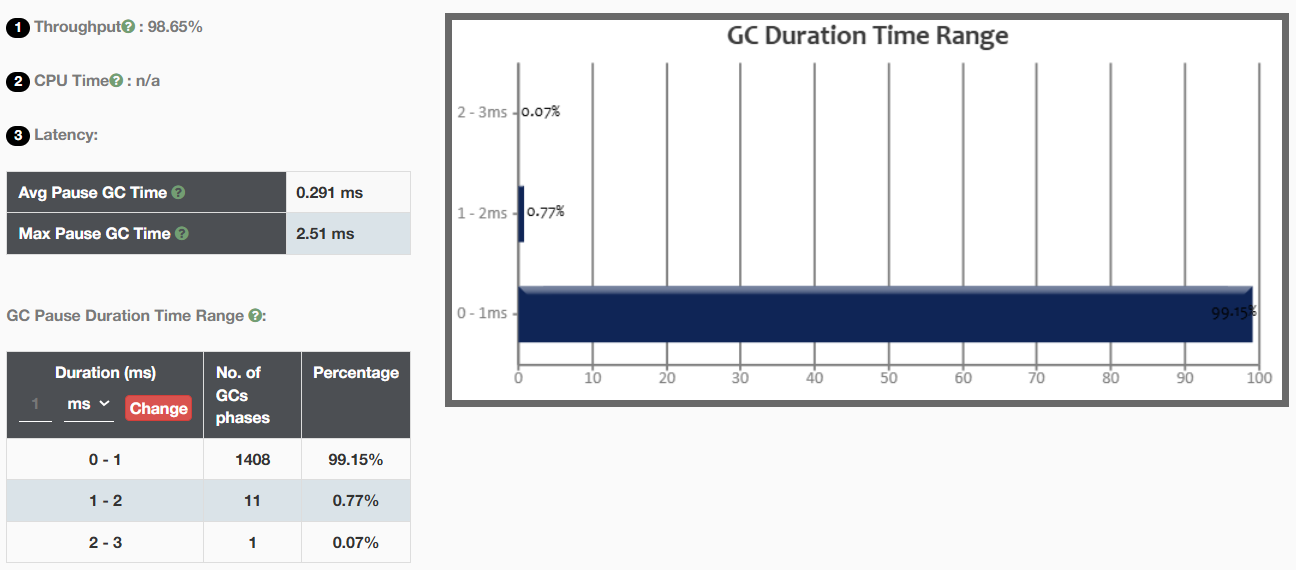 1 Throughput? : 98.65%
2 CPU Time? : n/a
3 Latency:
Avg Pause GC Time ? 0.291 ms
Max Pause GC Time ? 2.51 ms
GC Pause Duration Time Range ?:
Duration (ms) No. of GCs phases Percentage
1 ms Change
0 - 1 1408 99.15%
1 - 2 11 0.77%
2 - 3 1 0.07%
GC Duration Time Range
2 - 3ms 0.07%
1 - 2ms 0.77%
0 - 1ms 99.15%
0 10 20 30 40 50 60 70 80 90 100